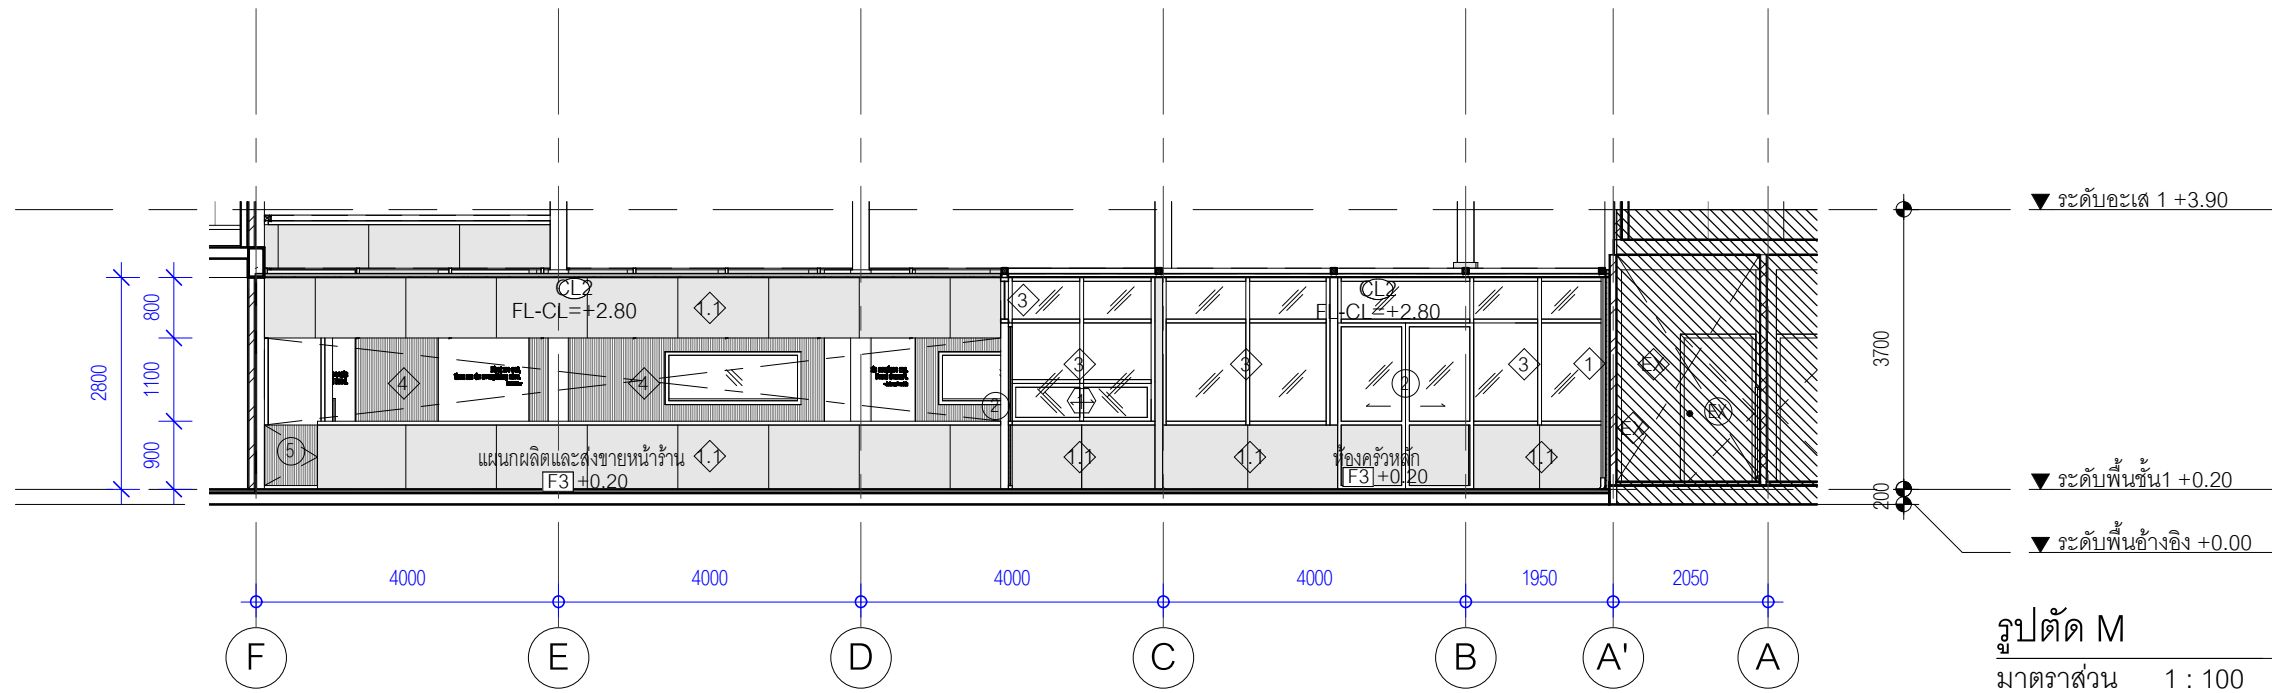 ▼ ระดับอะเส 1 +3.90
CL2
FL-CL=+2.80
1.1
3
CL2
FL-CL=+2.80
800
1100
900
2800
4
4
2
3
1
3
2
3
1
EX
EX
EX
3700
5
แผนกผลิตและส่งขายหน้าร้าน
1.1
F3 +0.20
1.1
1.1
ห้องครัวหลัก
F3 +0.20
1.1
200
▼ ระดับพื้นชั้น1 +0.20
▼ ระดับพื้นอ้างอิง +0.00
4000 4000 4000 4000 1950 2050
F E D C B A' A
รูปตัด M
มาตราส่วน 1 : 100